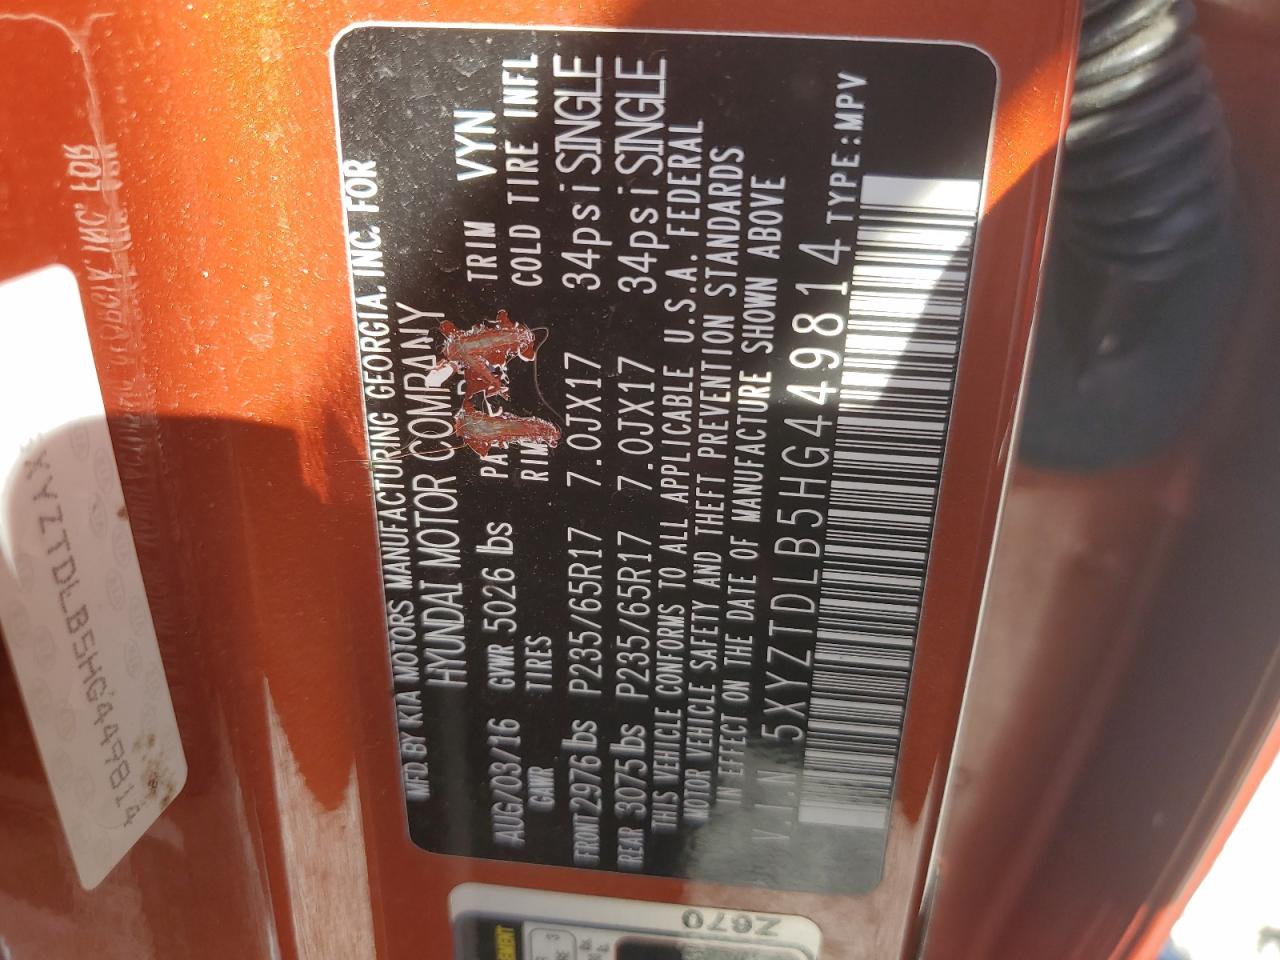 MFD BY KIA MOTORS MANUFACTURING GEORGIA, INC. FOR
HYUNDAI MOTOR COMPANY
AUG/03/16 GVWR 5026 lbs TRIM VYN
GAWR TIRES RIM COLD TIRE INFL
FRONT 2976 lbs P235/65R17 7.0JX17 34psi SINGLE
REAR 3075 lbs P235/65R17 7.0JX17 34psi SINGLE
THIS VEHICLE CONFORMS TO ALL APPLICABLE U.S.A. FEDERAL
MOTOR VEHICLE SAFETY AND THEFT PREVENTION STANDARDS
IN EFFECT ON THE DATE OF MANUFACTURE SHOWN ABOVE
V.I.N 5XYZTDLB5HG449814 TYPE:MPV
XYZTDLB5HG449814
Z670